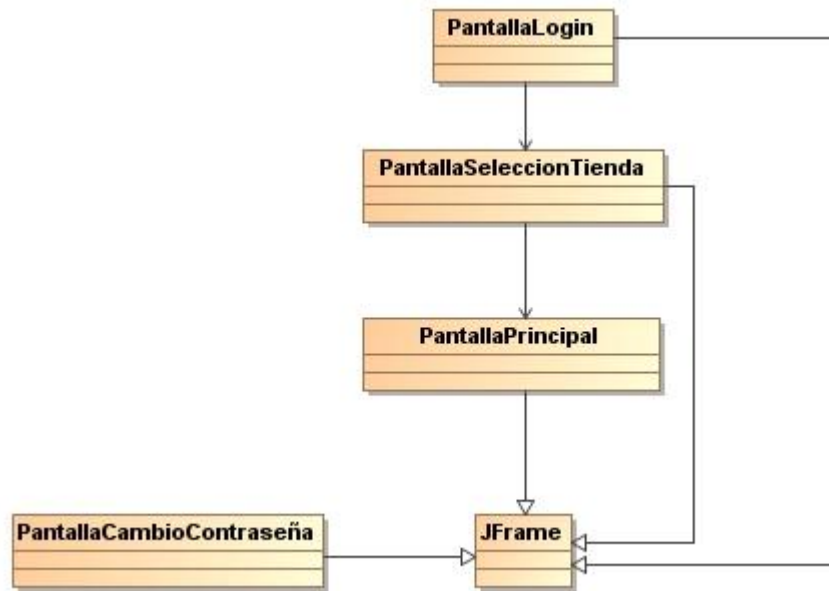 PantallaLogin
PantallaSeleccionTienda
PantallaPrincipal
PantallaCambioContraseña
JFrame